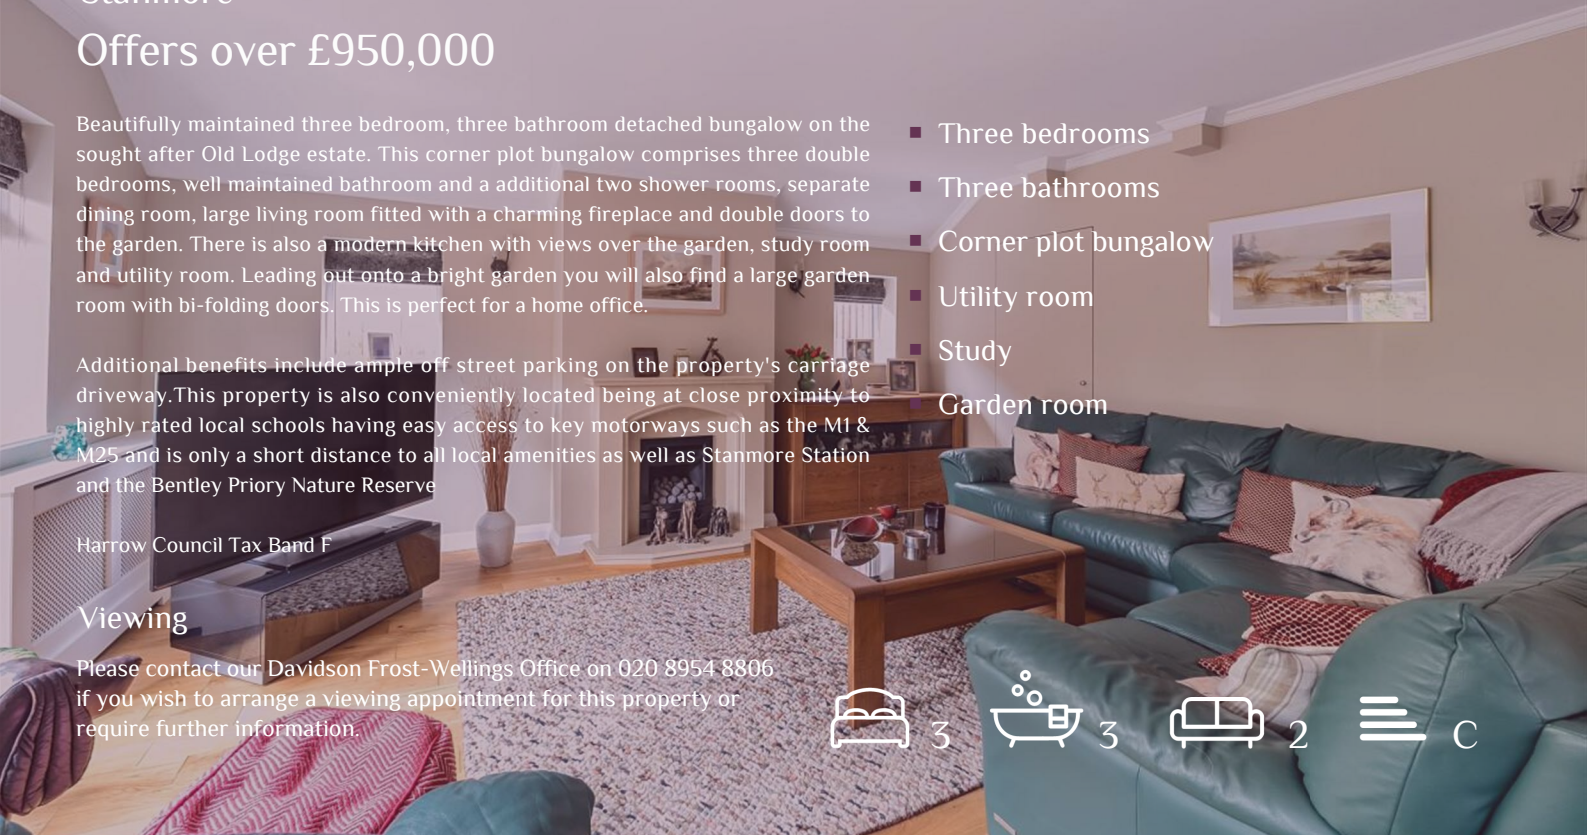 Stanmore
Offers over £950,000
Beautifully maintained three bedroom, three bathroom detached bungalow on the
sought after Old Lodge estate. This corner plot bungalow comprises three double
bedrooms, well maintained bathroom and a additional two shower rooms, separate
dining room, large living room fitted with a charming fireplace and double doors to
the garden. There is also a modern kitchen with views over the garden, study room
and utility room. Leading out onto a bright garden you will also find a large garden
room with bi-folding doors. This is perfect for a home office.
Additional benefits include ample off street parking on the property's carriage
driveway.This property is also conveniently located being at close proximity to
highly rated local schools having easy access to key motorways such as the M1 &
M25 and is only a short distance to all local amenities as well as Stanmore Station
and the Bentley Priory Nature Reserve
Harrow Council Tax Band F
Viewing
Please contact our Davidson Frost-Wellings Office on 020 8954 8806
if you wish to arrange a viewing appointment for this property or
require further information.
Three bedrooms
Three bathrooms
Corner plot bungalow
Utility room
Study
Garden room
3 3 2 C